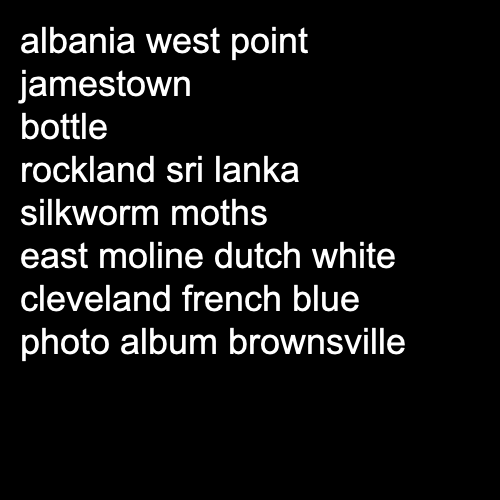 albania west point
jamestown
bottle
rockland sri lanka
silkworm moths
east moline dutch white
cleveland french blue
photo album brownsville